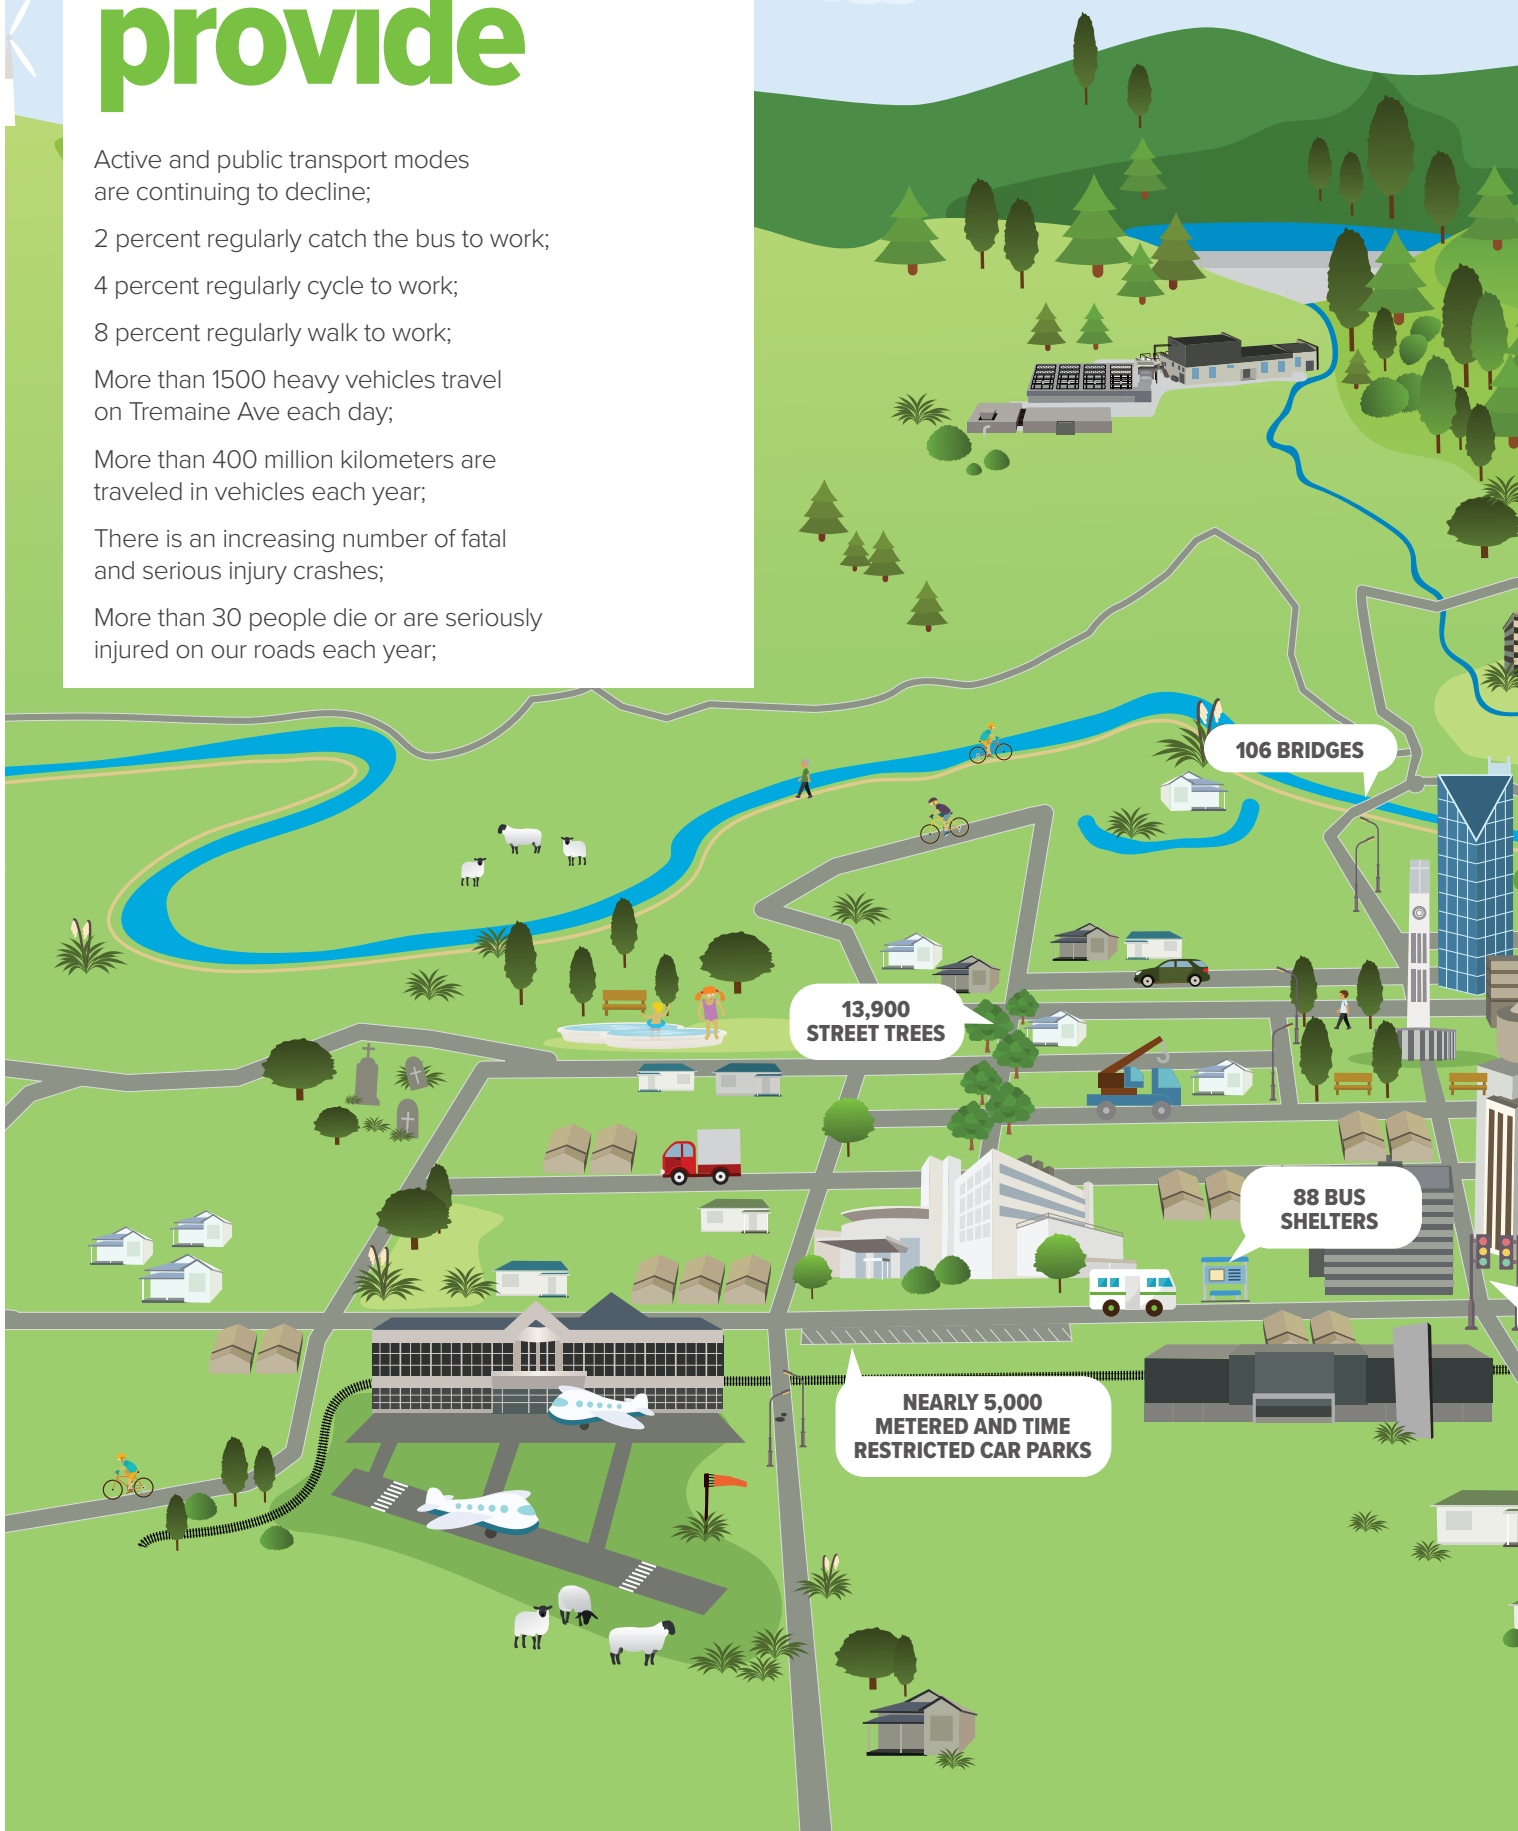 provide
Active and public transport modes
are continuing to decline;
2 percent regularly catch the bus to work;
4 percent regularly cycle to work;
8 percent regularly walk to work;
More than 1500 heavy vehicles travel
on Tremaine Ave each day;
More than 400 million kilometers are
traveled in vehicles each year;
There is an increasing number of fatal
and serious injury crashes;
More than 30 people die or are seriously
injured on our roads each year;
106 BRIDGES
13,900
STREET TREES
88 BUS
SHELTERS
NEARLY 5,000
METERED AND TIME
RESTRICTED CAR PARKS